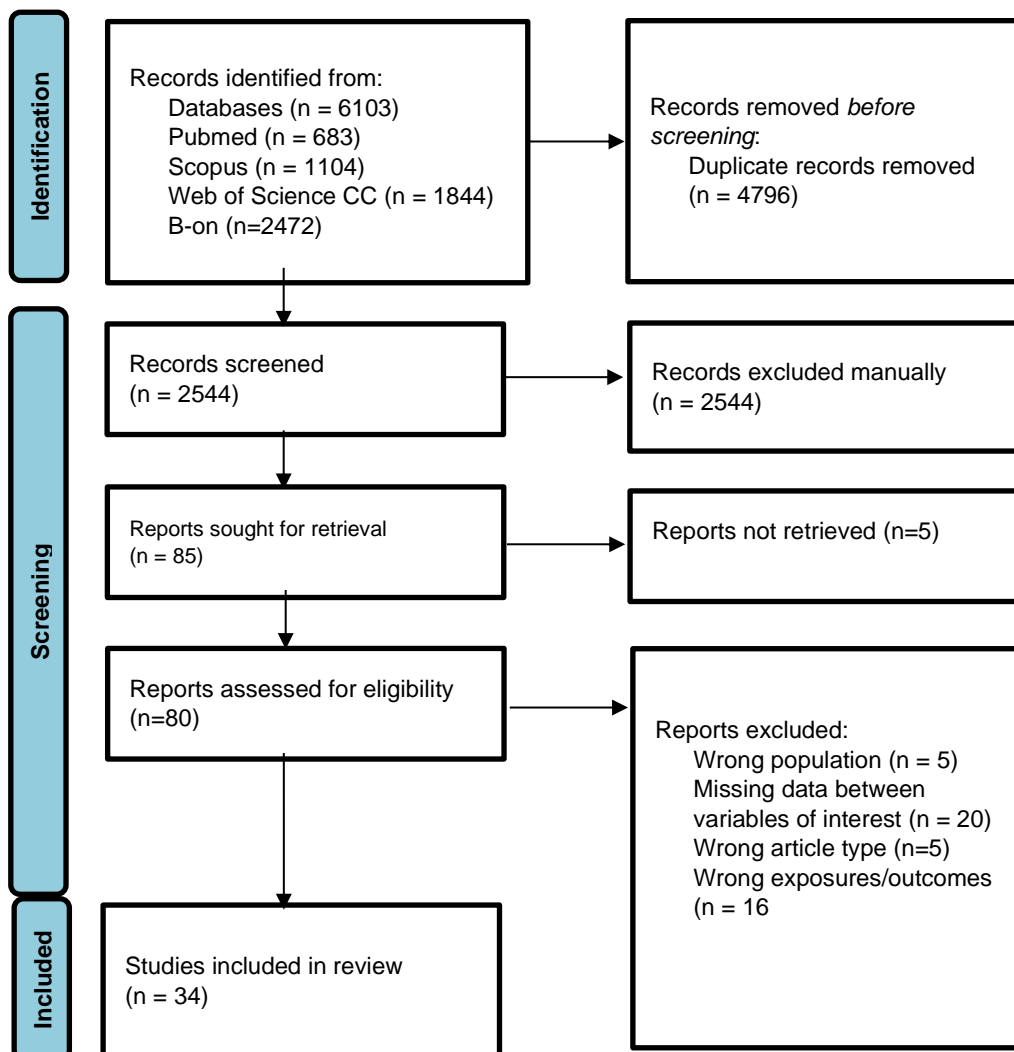 Identification
Records identified from:
Databases (n = 6103)
Pubmed (n = 683)
Scopus (n = 1104)
Web of Science CC (n = 1844)
B-on (n=2472)
Records removed before
screening:
Duplicate records removed
(n = 4796)
Screening
Records screened
(n = 2544)
Records excluded manually
(n = 2544)
Reports sought for retrieval
(n = 85)
Reports not retrieved (n=5)
Reports assessed for eligibility
(n=80)
Reports excluded:
Wrong population (n = 5)
Missing data between
variables of interest (n = 20)
Wrong article type (n=5)
Wrong exposures/outcomes
(n = 16
Included
Studies included in review
(n = 34)